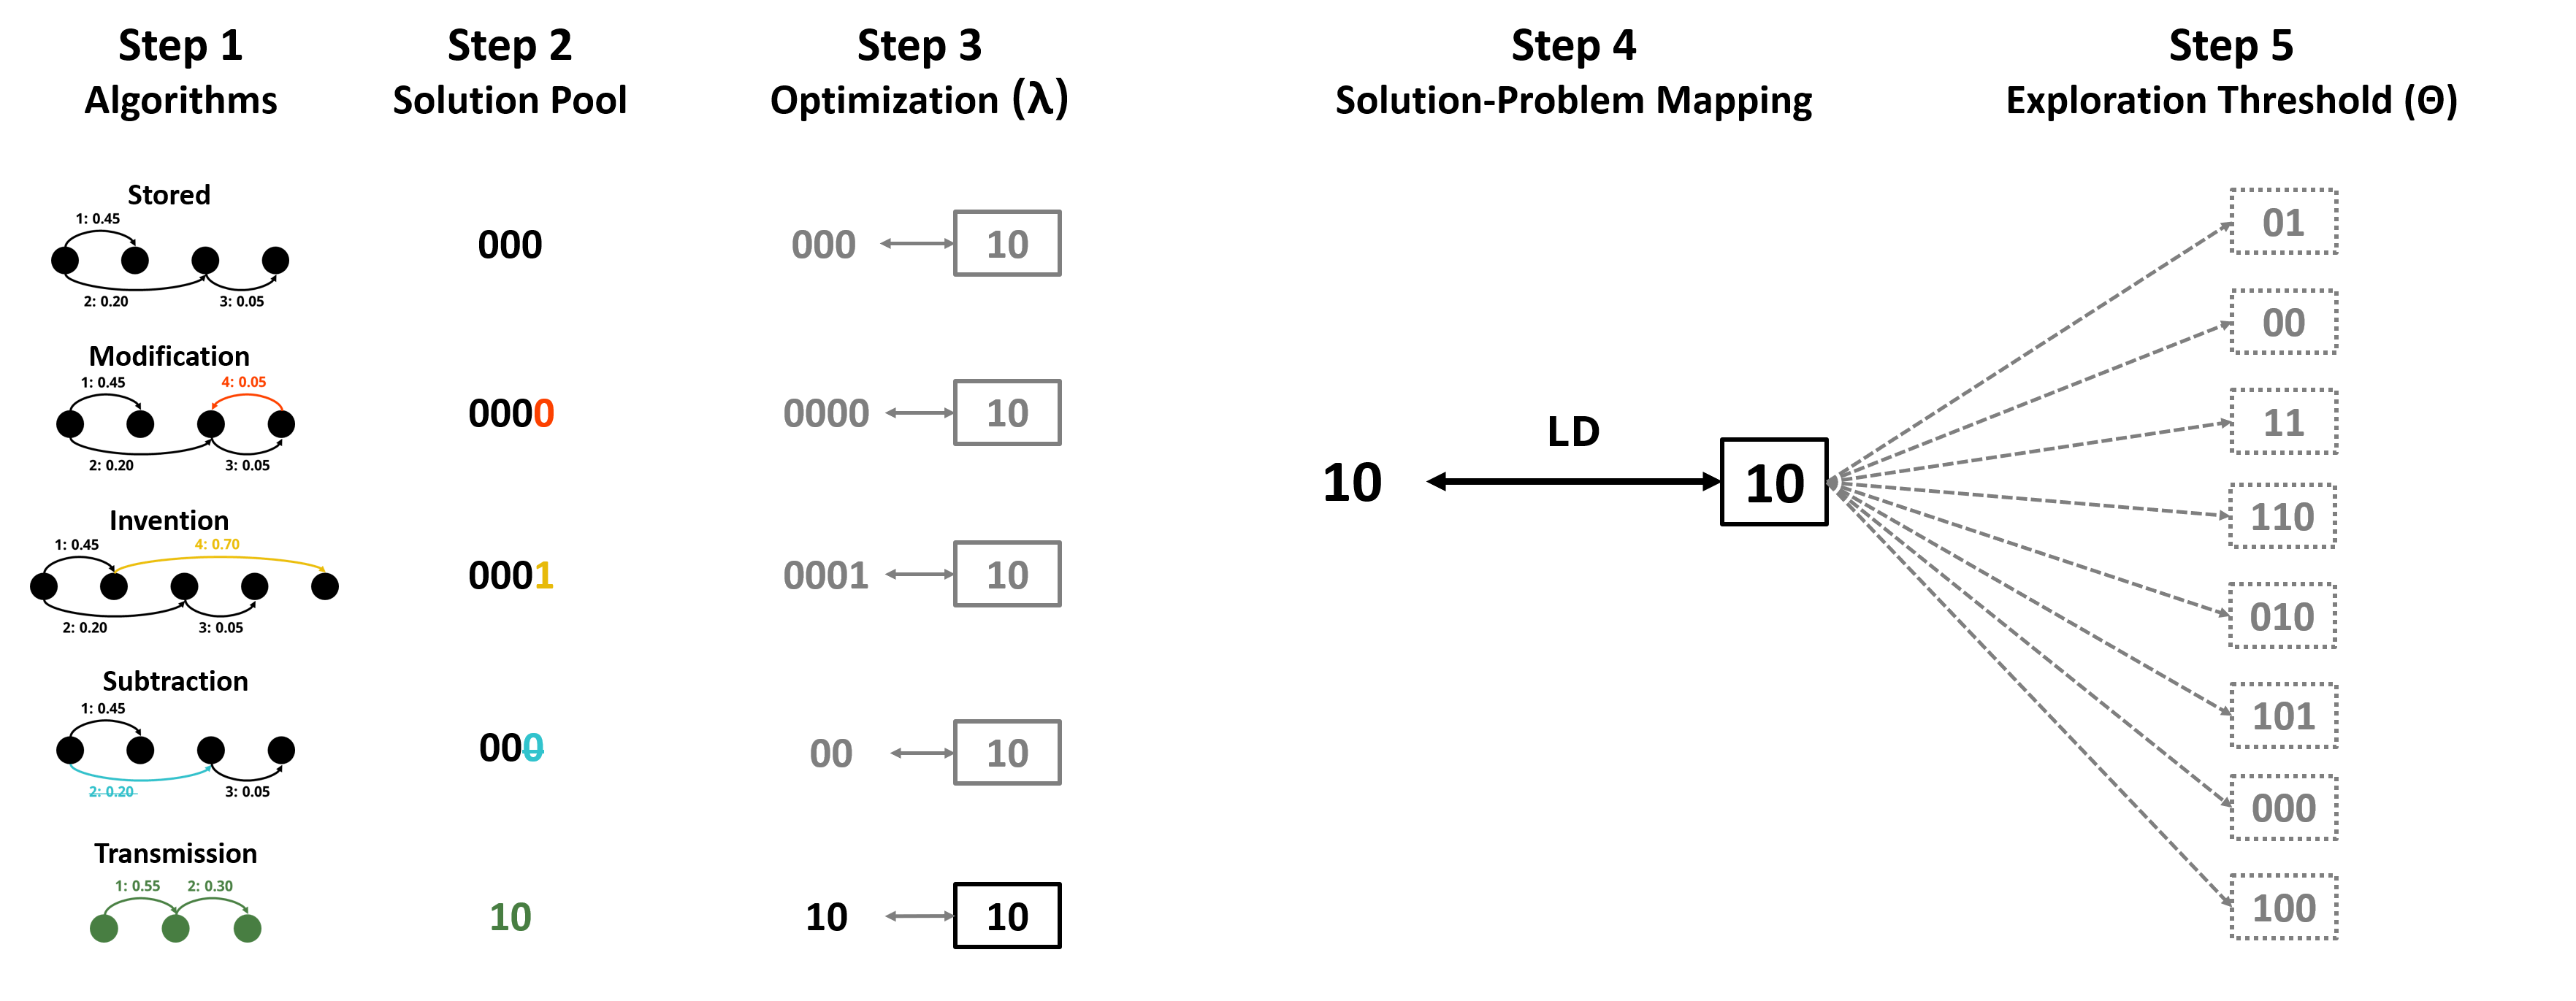 Step 1
Algorithms
Step 2
Solution Pool
Step 3
Optimization (λ)
Step 4
Solution-Problem Mapping
Step 5
Exploration Threshold (Θ)
Stored
1: 0.45
2: 0.20
3: 0.05
000
000
10
Modification
1: 0.45
4: 0.05
2: 0.20
3: 0.05
0000
0000
10
Invention
1: 0.45
4: 0.70
2: 0.20
3: 0.05
0001
0001
10
Subtraction
1: 0.45
2: 0.20
3: 0.05
000
00
10
Transmission
1: 0.55
2: 0.30
10
10
10
LD
10
10
01
00
11
110
010
101
000
100